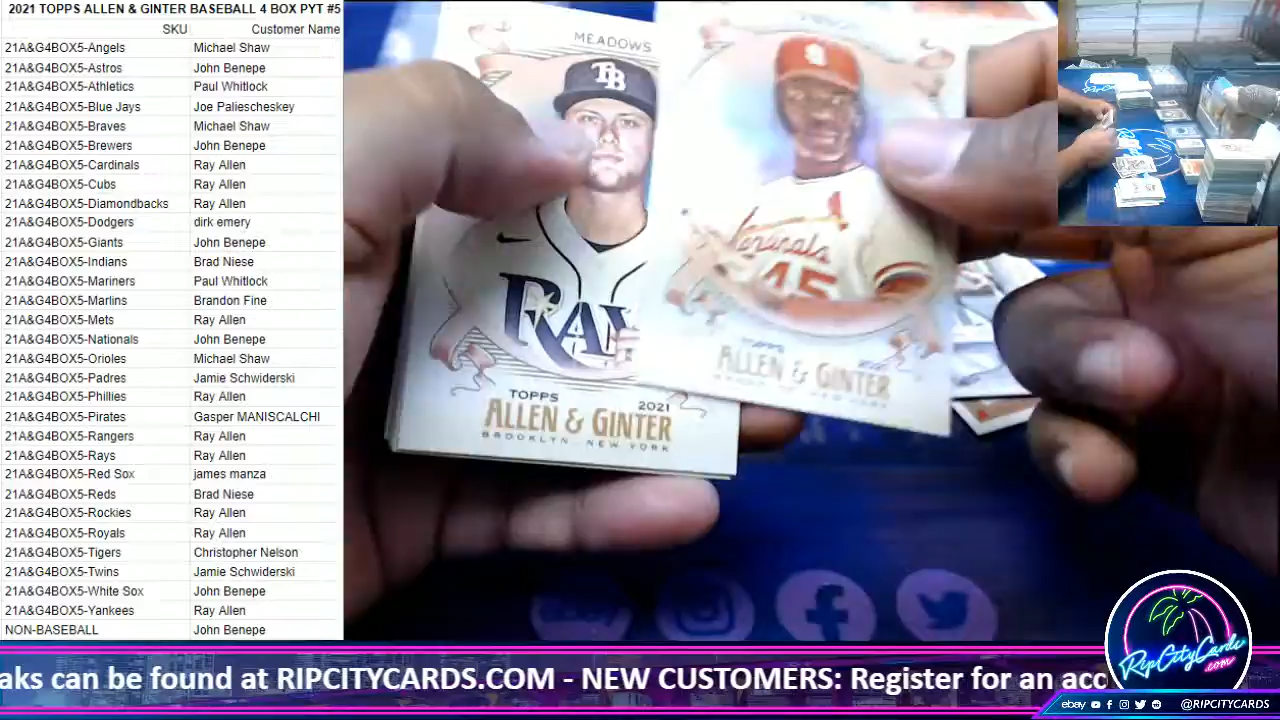 2021 TOPPS ALLEN & GINTER BASEBALL 4 BOX PYT #5
SKU Customer Name
21A&G4BOX5-Angels Michael Shaw
21A&G4BOX5-Astros John Benepe
21A&G4BOX5-Athletics Paul Whitlock
21A&G4BOX5-Blue Jays Joe Paliescheskey
21A&G4BOX5-Braves Michael Shaw
21A&G4BOX5-Brewers John Benepe
21A&G4BOX5-Cardinals Ray Allen
21A&G4BOX5-Cubs Ray Allen
21A&G4BOX5-Diamondbacks Ray Allen
21A&G4BOX5-Dodgers dirk emery
21A&G4BOX5-Giants John Benepe
21A&G4BOX5-Indians Brad Niese
21A&G4BOX5-Mariners Paul Whitlock
21A&G4BOX5-Marlins Brandon Fine
21A&G4BOX5-Mets Ray Allen
21A&G4BOX5-Nationals John Benepe
21A&G4BOX5-Orioles Michael Shaw
21A&G4BOX5-Padres Jamie Schwiderski
21A&G4BOX5-Phillies Ray Allen
21A&G4BOX5-Pirates Gasper MANISCALCHI
21A&G4BOX5-Rangers Ray Allen
21A&G4BOX5-Rays Ray Allen
21A&G4BOX5-Red Sox james manza
21A&G4BOX5-Reds Brad Niese
21A&G4BOX5-Rockies Ray Allen
21A&G4BOX5-Royals Ray Allen
21A&G4BOX5-Tigers Christopher Nelson
21A&G4BOX5-Twins Jamie Schwiderski
21A&G4BOX5-White Sox John Benepe
21A&G4BOX5-Yankees Ray Allen
NON-BASEBALL John Benepe
MEADOWS
TB
RAY
TOPPS 2021
ALLEN & GINTER
BROOKLYN - NEW YORK
Cardinals
45
TOPPS
ALLEN & GINTER
NEW YORK
aks can be found at RIPCITYCARDS.COM - NEW CUSTOMERS: Register for an acc
RipCityCards
.com
ebay @RIPCITYCARDS